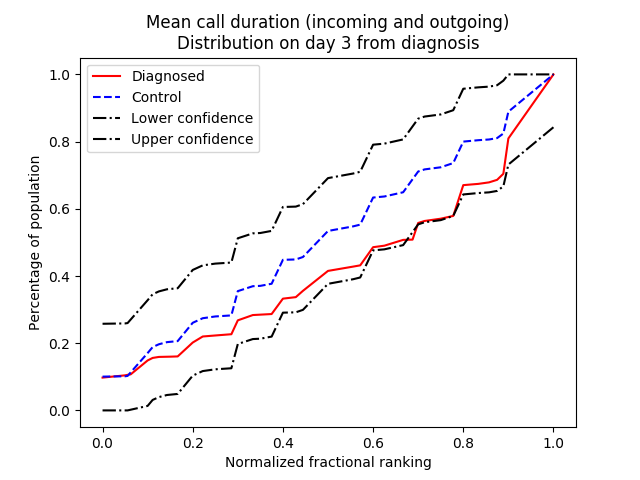 Mean call duration (incoming and outgoing)
Distribution on day 3 from diagnosis
Diagnosed
Control
Lower confidence
Upper confidence
Percentage of population
1.0
0.8
0.6
0.4
0.2
0.0
0.0 0.2 0.4 0.6 0.8 1.0
Normalized fractional ranking